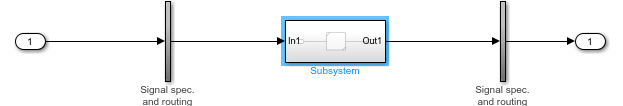 1
In1
Out1
1
Subsystem
Signal spec.
and routing
Signal spec.
and routing